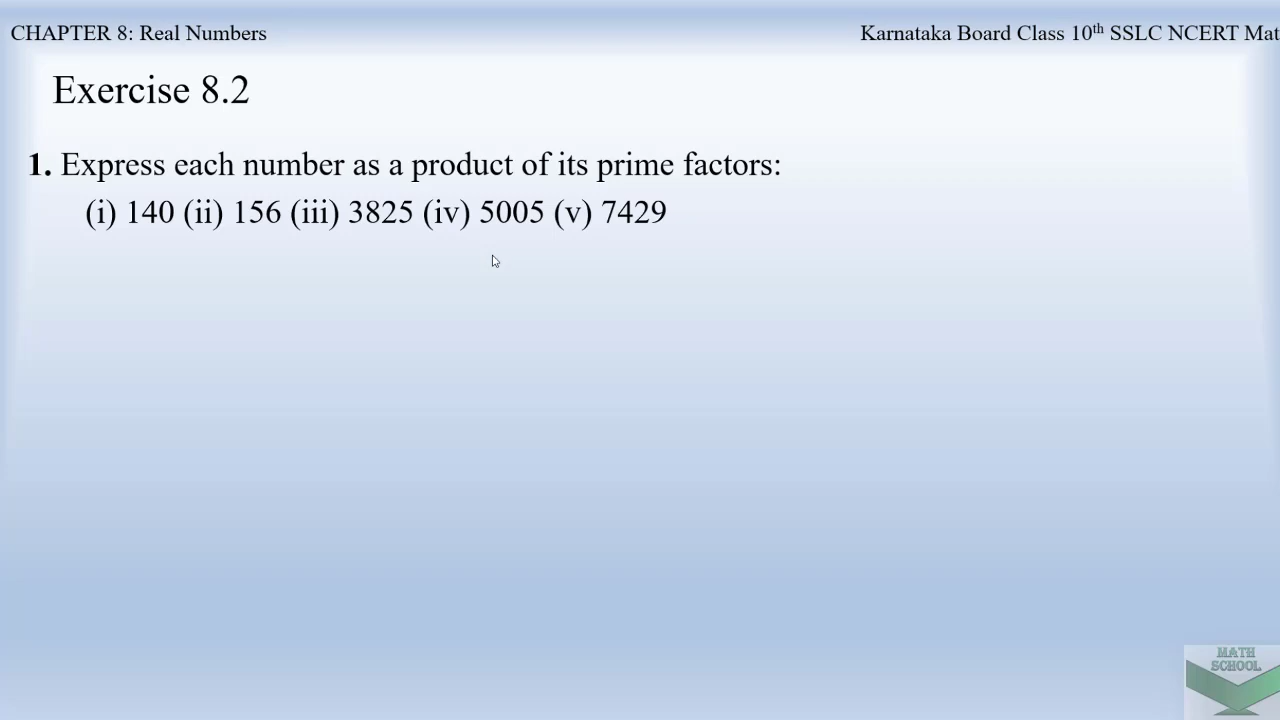 CHAPTER 8: Real Numbers
Karnataka Board Class 10th SSLC NCERT Mat
Exercise 8.2
1. Express each number as a product of its prime factors:
(i) 140 (ii) 156 (iii) 3825 (iv) 5005 (v) 7429
MATH
SCHOOL